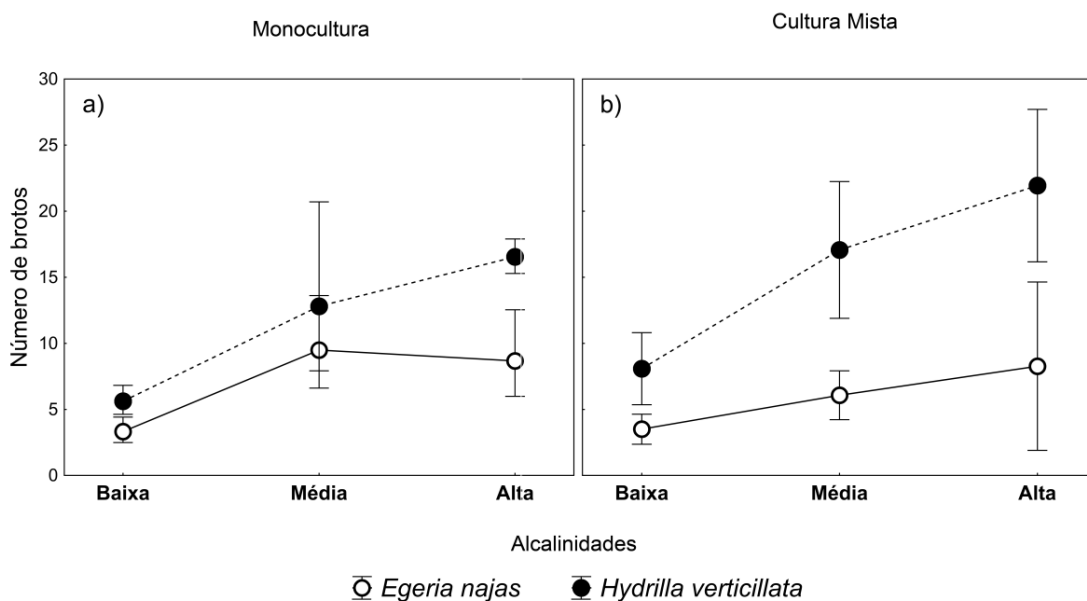 Monocultura
Cultura Mista
Número de brotos
30
25
20
15
10
5
0
a)
b)
Baixa
Média
Alta
Baixa
Média
Alta
Alcalinidades
Egeria najas
Hydrilla verticillata